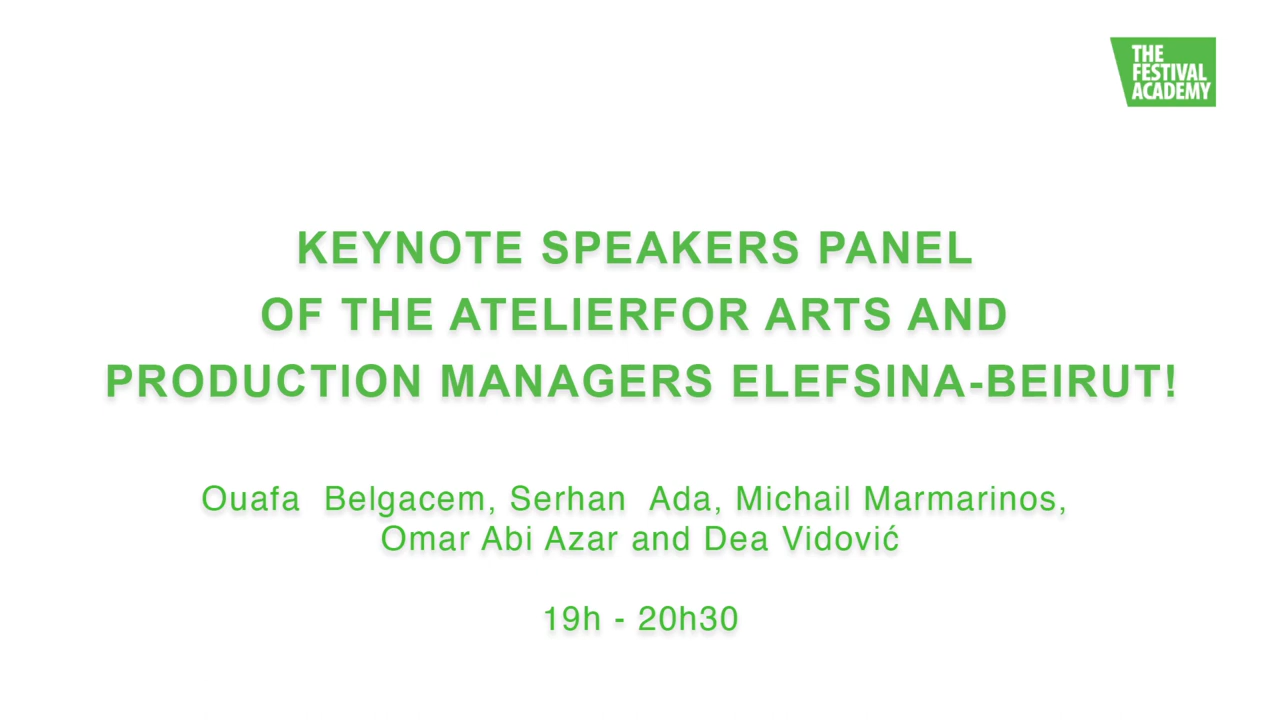 THE
FESTIVAL
ACADEMY
KEYNOTE SPEAKERS PANEL
OF THE ATELIERFOR ARTS AND
PRODUCTION MANAGERS ELEFSINA-BEIRUT!
Ouafa Belgacem, Serhan Ada, Michail Marmarinos,
Omar Abi Azar and Dea Vidović
19h - 20h30